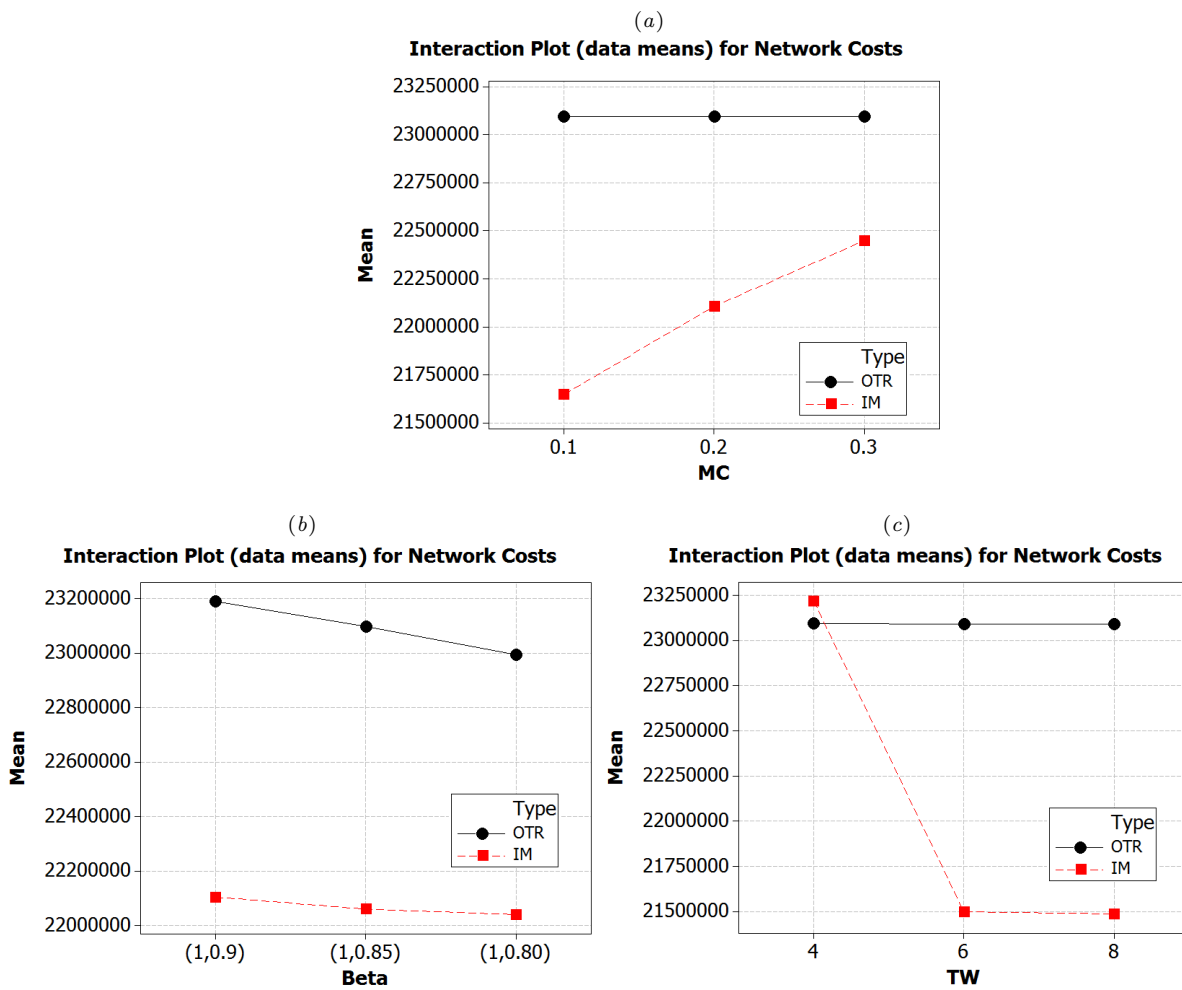 (a)
Interaction Plot (data means) for Network Costs
23250000
23000000
22750000
22500000
22250000
22000000
21750000
21500000
Mean
Type
OTR
IM
0.1 0.2 0.3
MC
(b)
Interaction Plot (data means) for Network Costs
23200000
23000000
22800000
22600000
22400000
22200000
22000000
Mean
Type
OTR
IM
(1,0.9) (1,0.85) (1,0.80)
Beta
(c)
Interaction Plot (data means) for Network Costs
23250000
23000000
22750000
22500000
22250000
22000000
21750000
21500000
Mean
Type
OTR
IM
4 6 8
TW